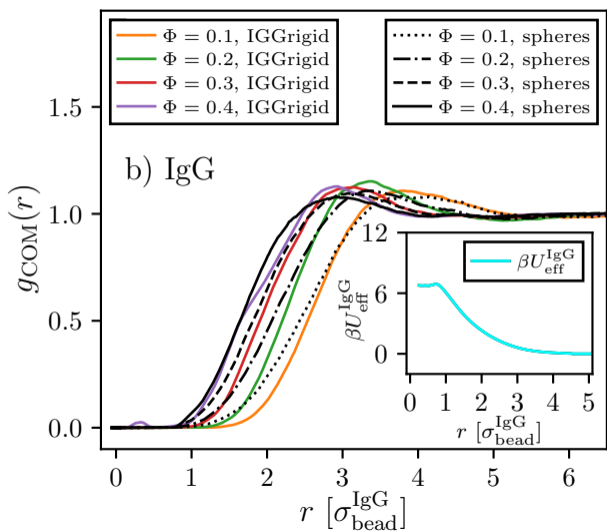 Φ = 0.1, IGGrigid
Φ = 0.2, IGGrigid
Φ = 0.3, IGGrigid
Φ = 0.4, IGGrigid
Φ = 0.1, spheres
Φ = 0.2, spheres
Φ = 0.3, spheres
Φ = 0.4, spheres
b) IgG
g_COM(r)
1.5
1.0
0.5
0.0
0 1 2 3 4 5 6
r [σ_bead^IgG]
βU_eff^IgG
βU_eff^IgG
12
6
0
0 1 2 3 4 5
r [σ_bead^IgG]